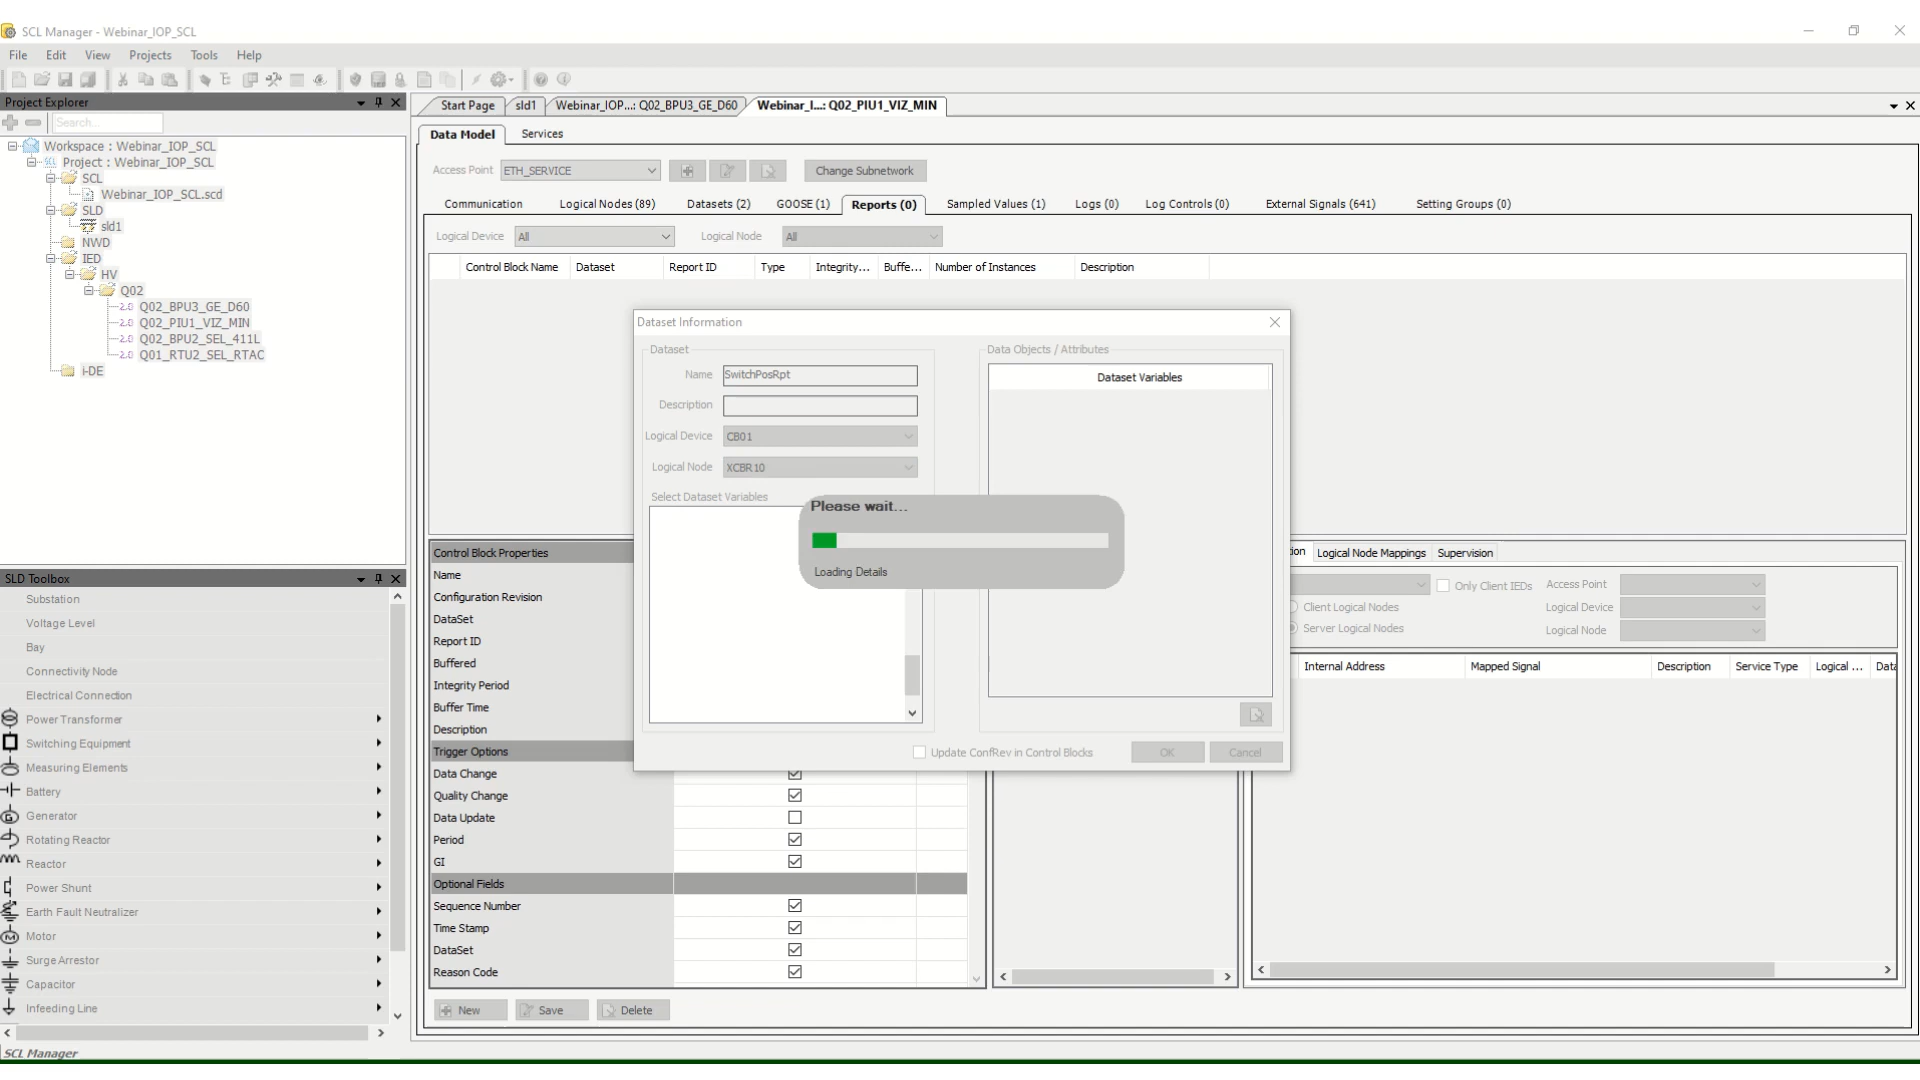 SCL Manager - Webinar_IOP_SCL
File Edit View Projects Tools Help
Project Explorer
Search...
Workspace : Webinar_IOP_SCL
Project : Webinar_IOP_SCL
SCL
Webinar_IOP_SCL.scd
SLD
sld1
NWD
IED
HV
Q02
2.0 Q02_BPU3_GE_D60
2.0 Q02_PIU1_VIZ_MIN
2.0 Q02_BPU2_SEL_411L
2.0 Q01_RTU2_SEL_RTAC
i-DE
SLD Toolbox
Substation
Voltage Level
Bay
Connectivity Node
Electrical Connection
Power Transformer
Switching Equipment
Measuring Elements
Battery
Generator
Rotating Reactor
Reactor
Power Shunt
Earth Fault Neutralizer
Motor
Surge Arrestor
Capacitor
Infeeding Line
SCL Manager
Start Page sld1 Webinar_IOP...: Q02_BPU3_GE_D60 Webinar_I...: Q02_PIU1_VIZ_MIN
Data Model Services
Access Point ETH_SERVICE Change Subnetwork
Communication Logical Nodes (89) Datasets (2) GOOSE (1) Reports (0) Sampled Values (1) Logs (0) Log Controls (0) External Signals (641) Setting Groups (0)
Logical Device All Logical Node All
Control Block Name Dataset Report ID Type Integrity... Buffe... Number of Instances Description
Dataset Information
Dataset
Name SwitchPosRpt
Description
Logical Device CB01
Logical Node XCBR10
Select Dataset Variables
Data Objects / Attributes
Dataset Variables
Please wait...
Loading Details
Update ConfRev in Control Blocks OK Cancel
Control Block Properties
Name
Configuration Revision
DataSet
Report ID
Buffered
Integrity Period
Buffer Time
Description
Trigger Options
Data Change
Quality Change
Data Update
Period
GI
Optional Fields
Sequence Number
Time Stamp
DataSet
Reason Code
New Save Delete
ion Logical Node Mappings Supervision
Only Client IEDs Access Point
Client Logical Nodes Logical Device
Server Logical Nodes Logical Node
Internal Address Mapped Signal Description Service Type Logical ... Data